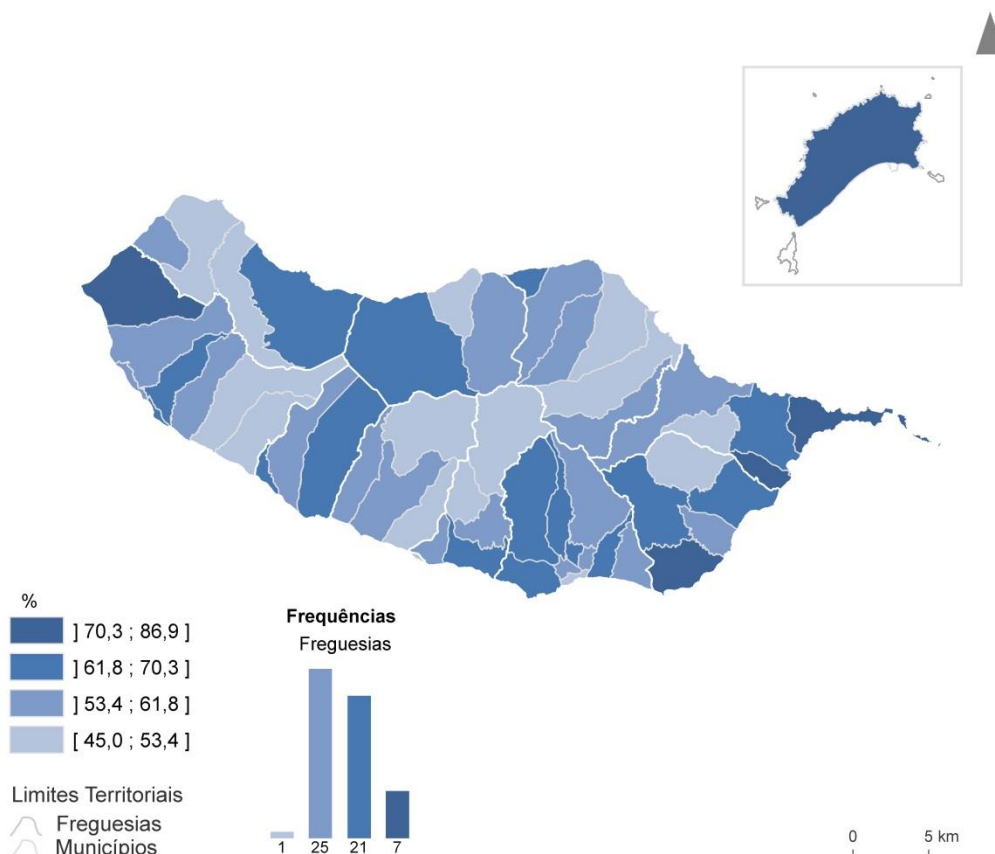 %
] 70,3 ; 86,9 ]
] 61,8 ; 70,3 ]
] 53,4 ; 61,8 ]
[ 45,0 ; 53,4 ]
Limites Territoriais
Freguesias
Municípios
Frequências
Freguesias
1 25 21 7
0 5 km